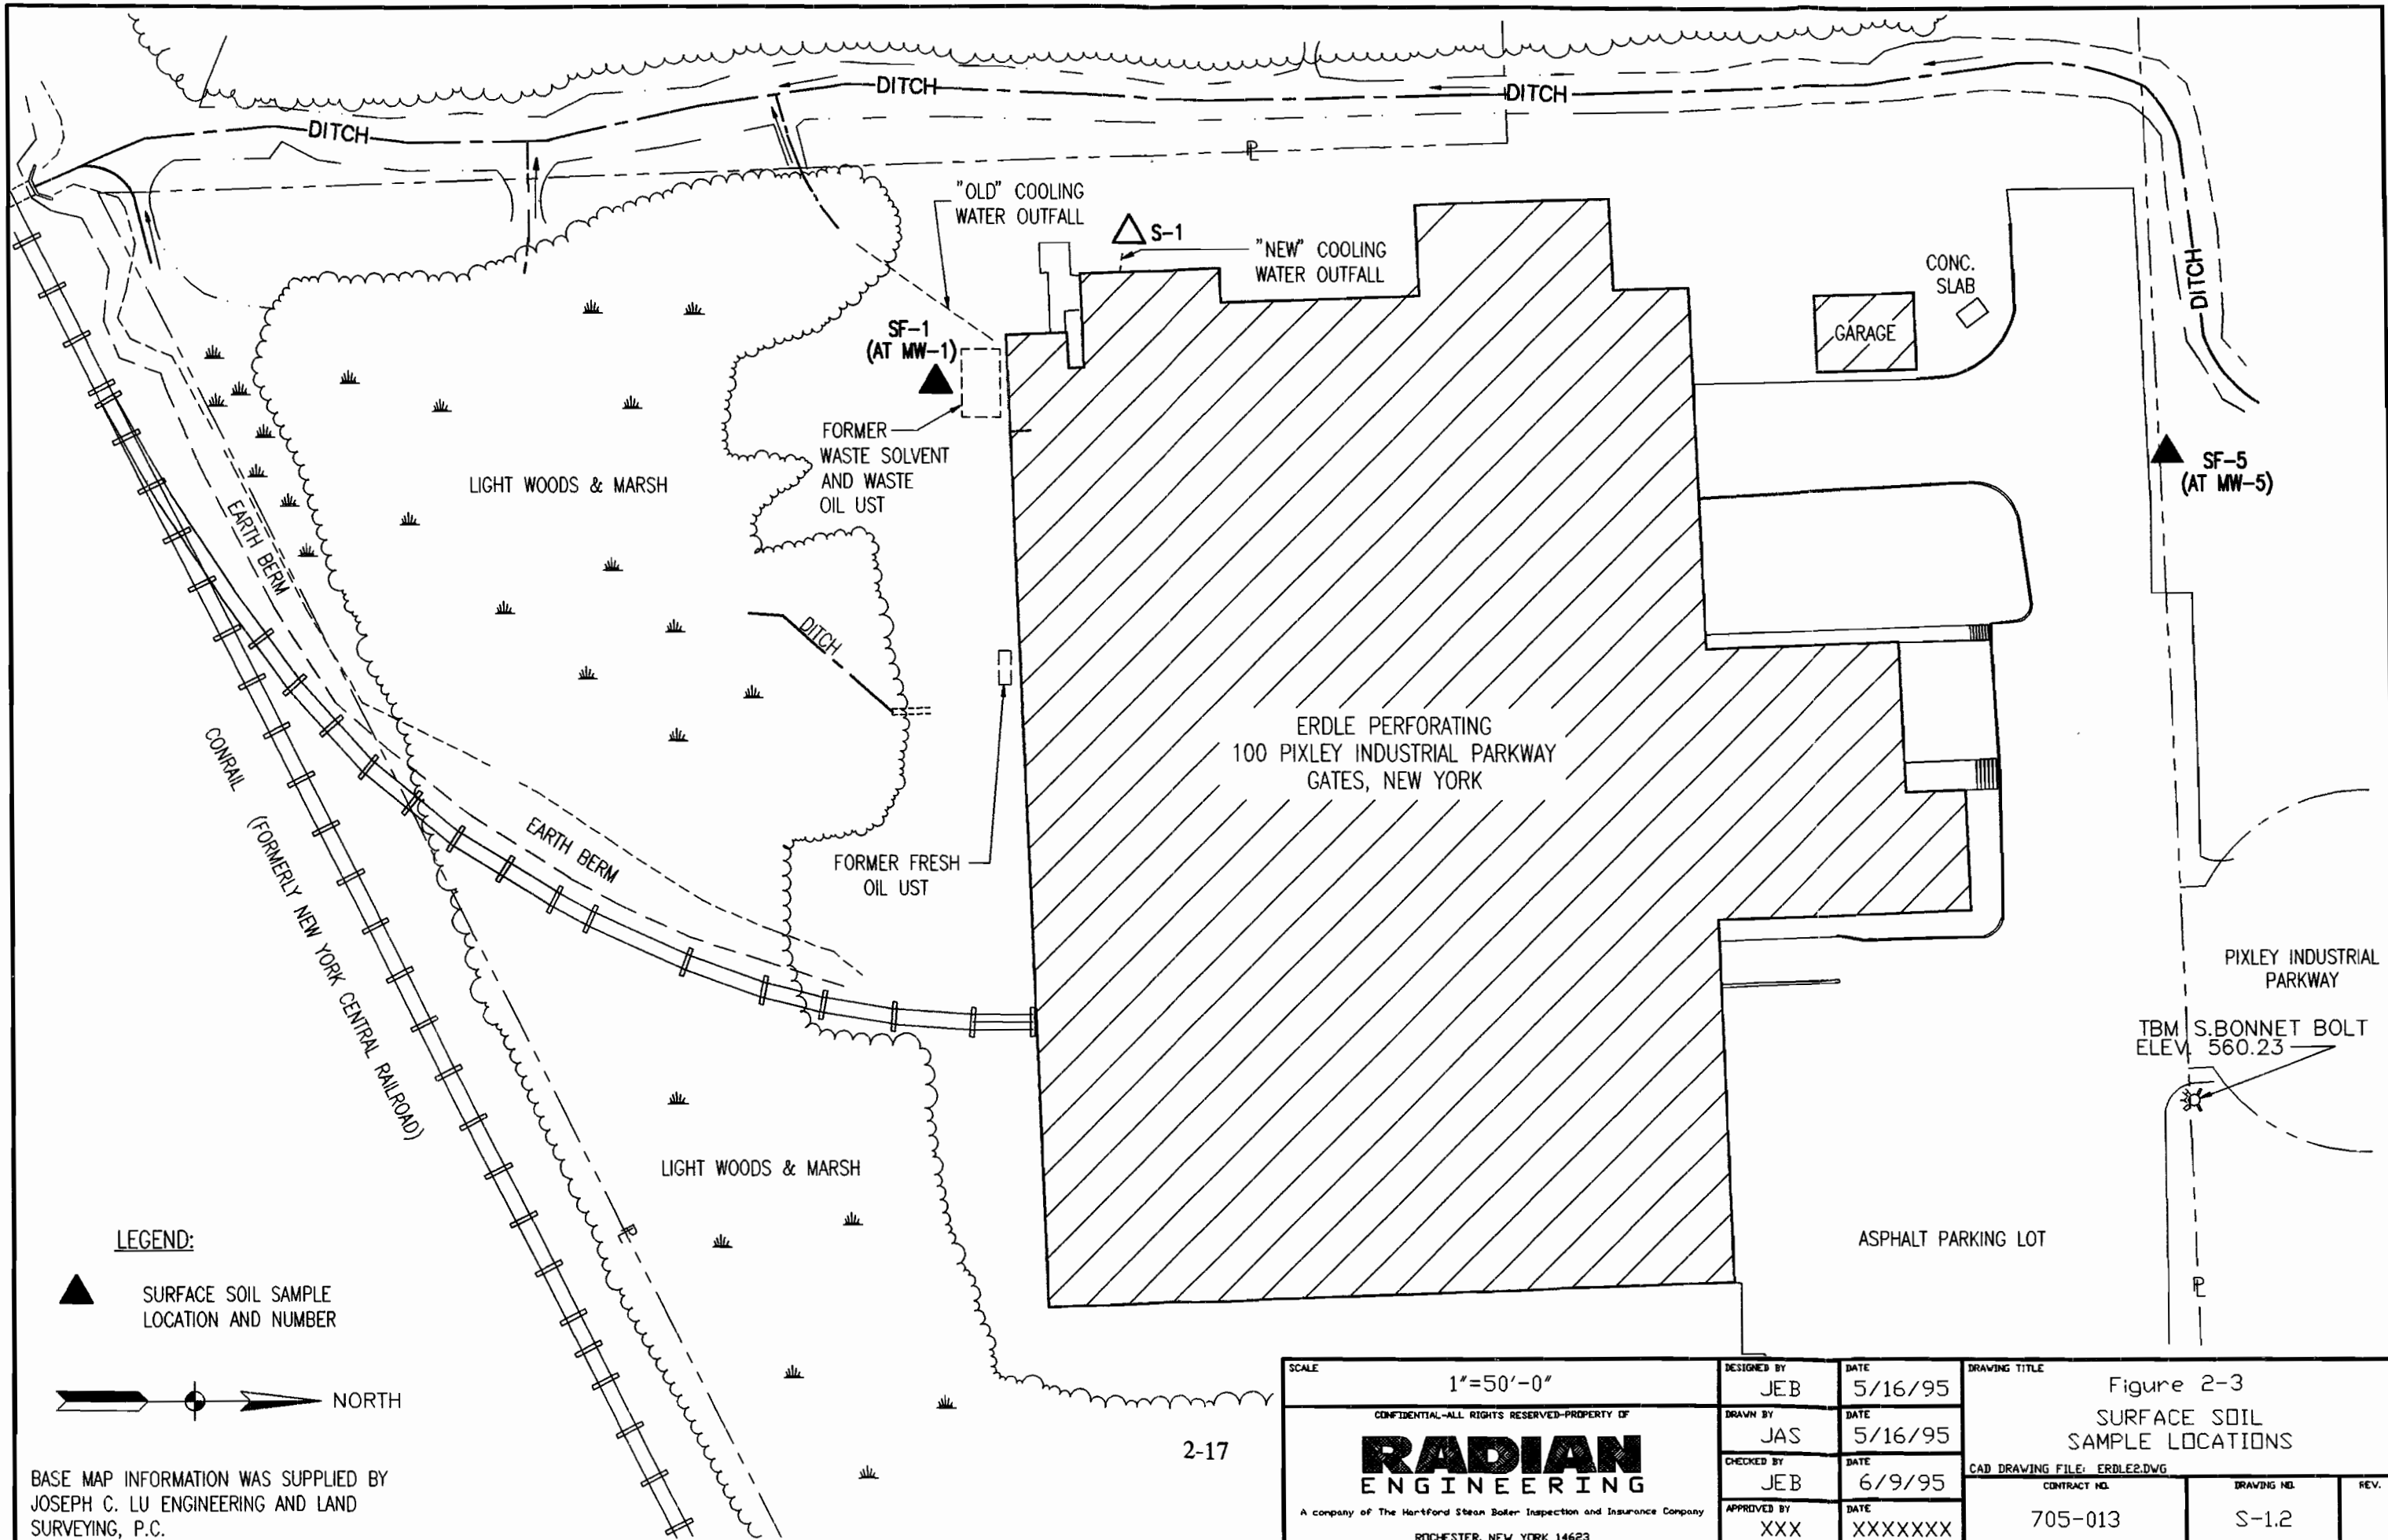 DITCH
DITCH
DITCH
DITCH
"OLD" COOLING
WATER OUTFALL
S-1
"NEW" COOLING
WATER OUTFALL
CONC.
SLAB
GARAGE
SF-1
(AT MW-1)
FORMER
WASTE SOLVENT
AND WASTE
OIL UST
SF-5
(AT MW-5)
LIGHT WOODS & MARSH
EARTH BERM
DITCH
CONRAIL (FORMERLY NEW YORK CENTRAL RAILROAD)
ERDLE PERFORATING
100 PIXLEY INDUSTRIAL PARKWAY
GATES, NEW YORK
EARTH BERM
FORMER FRESH
OIL UST
PIXLEY INDUSTRIAL
PARKWAY
TBM S.BONNET BOLT
ELEV. 560.23
LIGHT WOODS & MARSH
ASPHALT PARKING LOT
LEGEND:
SURFACE SOIL SAMPLE
LOCATION AND NUMBER
NORTH
BASE MAP INFORMATION WAS SUPPLIED BY
JOSEPH C. LU ENGINEERING AND LAND
SURVEYING, P.C.
2-17
SCALE
1"=50'-0"
CONFIDENTIAL-ALL RIGHTS RESERVED-PROPERTY OF
RADIAN
ENGINEERING
A company of The Hartford Steam Boiler Inspection and Insurance Company
ROCHESTER, NEW YORK 14623
DESIGNED BY
JEB
DATE
5/16/95
DRAWN BY
JAS
DATE
5/16/95
CHECKED BY
JEB
DATE
6/9/95
APPROVED BY
XXX
DATE
XXXXXXX
DRAWING TITLE
Figure 2-3
SURFACE SOIL
SAMPLE LOCATIONS
CAD DRAWING FILE: ERDLE2.DWG
CONTRACT NO.
705-013
DRAWING NO.
S-1.2
REV.